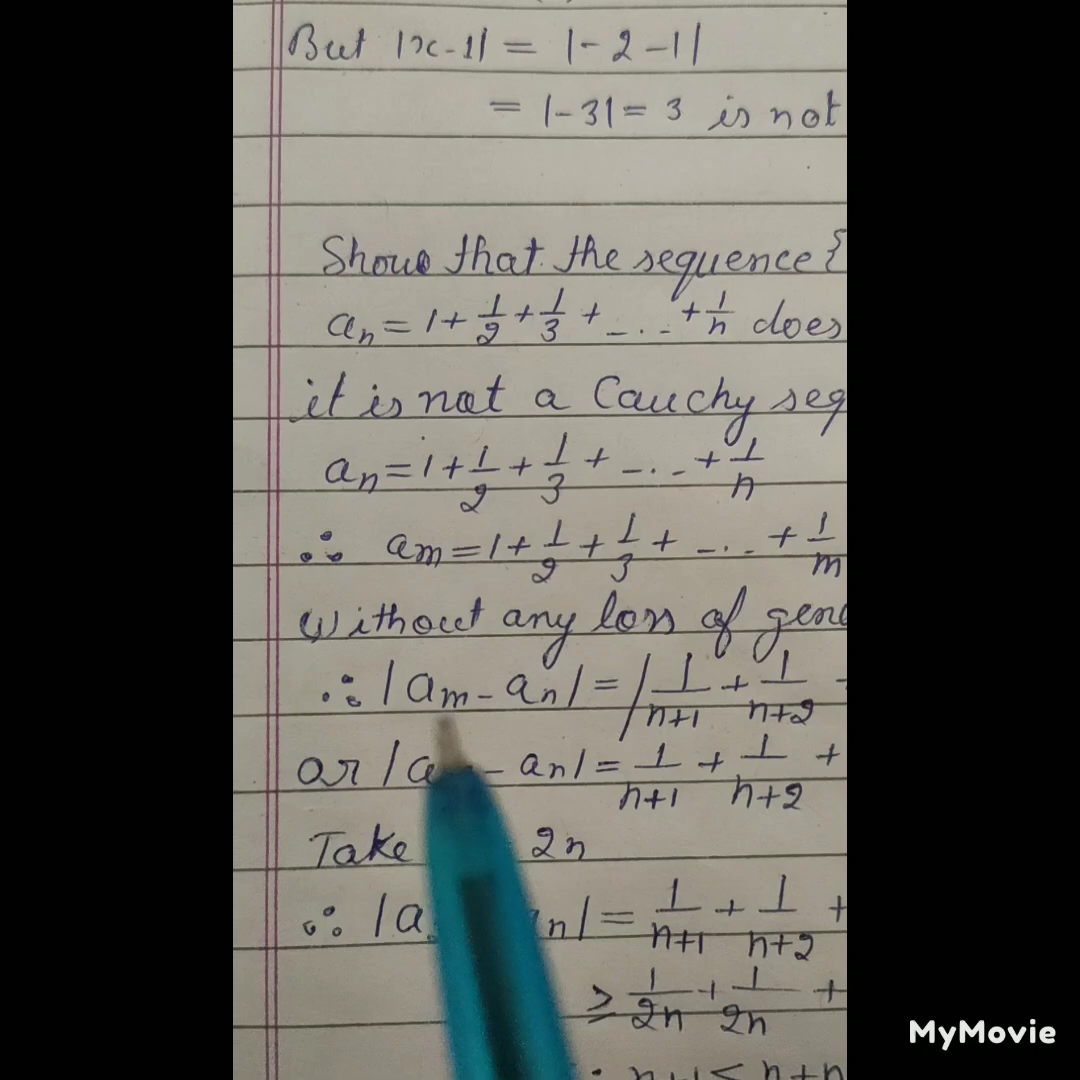 But |x-1| = |-2-1|
= |-3| = 3 is not
Show that the sequence {
an = 1 + 1/2 + 1/3 + -..- + 1/n does
it is not a Cauchy seq
an = 1 + 1/2 + 1/3 + -..- + 1/n
∴ am = 1 + 1/2 + 1/3 + -..- + 1/m
Without any loss of gene
∴ |am - an| = |1/n+1 + 1/n+2
or |a - an| = 1/n+1 + 1/n+2 +
Take 2n
∴ |a n| = 1/n+1 + 1/n+2 +
≥ 1/2n + 1/2n +
MyMovie